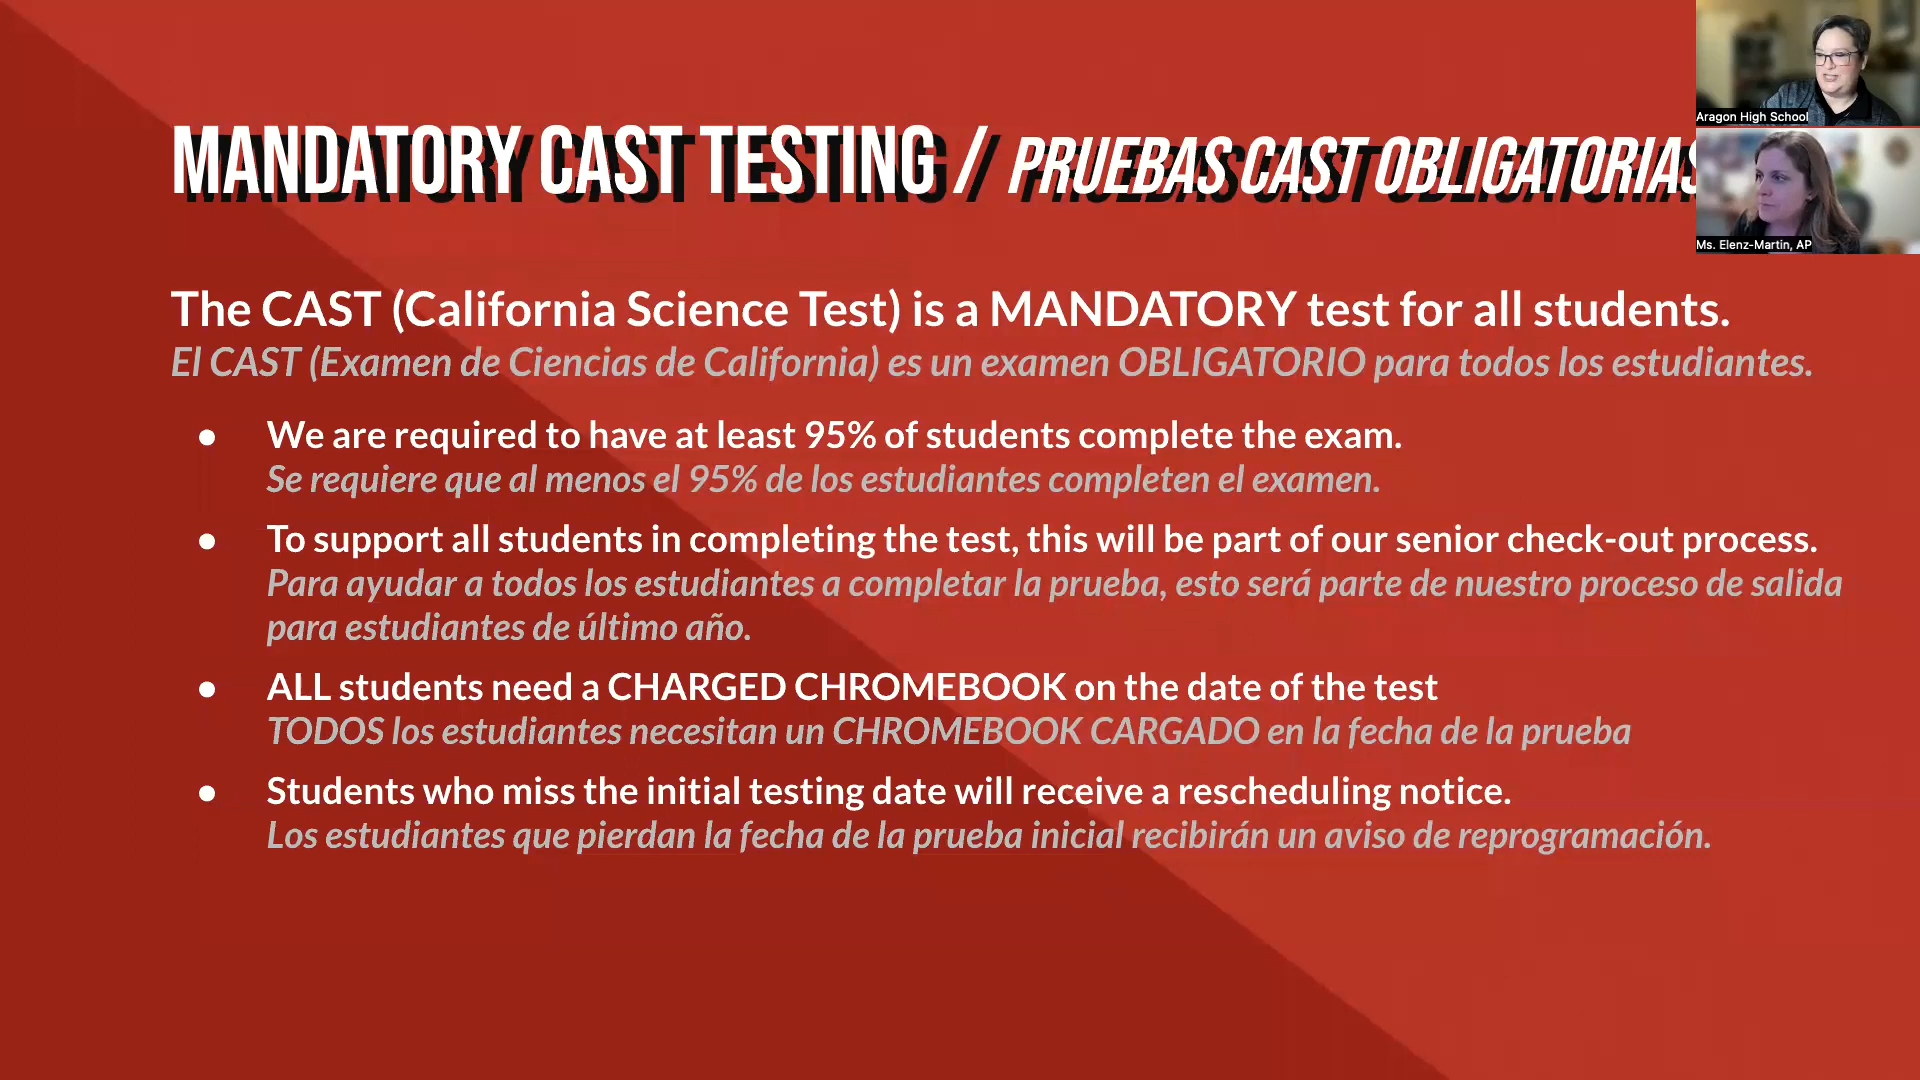 MANDATORY CAST TESTING / PRUEBAS CAST OBLIGATORIAS
Aragon High School
Ms. Elenz-Martin, AP
The CAST (California Science Test) is a MANDATORY test for all students.
El CAST (Examen de Ciencias de California) es un examen OBLIGATORIO para todos los estudiantes.
● We are required to have at least 95% of students complete the exam.
Se requiere que al menos el 95% de los estudiantes completen el examen.
● To support all students in completing the test, this will be part of our senior check-out process.
Para ayudar a todos los estudiantes a completar la prueba, esto será parte de nuestro proceso de salida
para estudiantes de último año.
● ALL students need a CHARGED CHROMEBOOK on the date of the test
TODOS los estudiantes necesitan un CHROMEBOOK CARGADO en la fecha de la prueba
● Students who miss the initial testing date will receive a rescheduling notice.
Los estudiantes que pierdan la fecha de la prueba inicial recibirán un aviso de reprogramación.